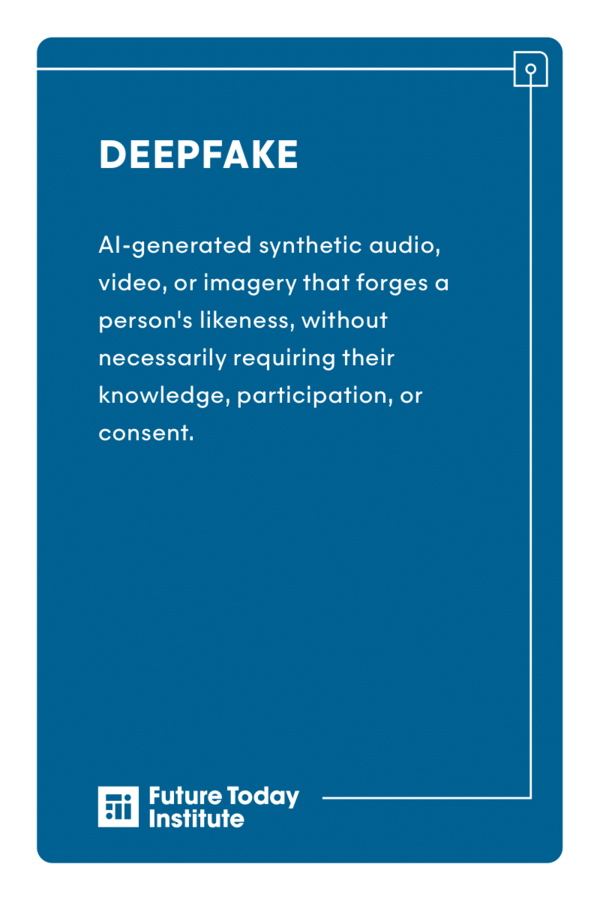 DEEPFAKE
AI-generated synthetic audio,
video, or imagery that forges a
person's likeness, without
necessarily requiring their
knowledge, participation, or
consent.
Future Today
Institute